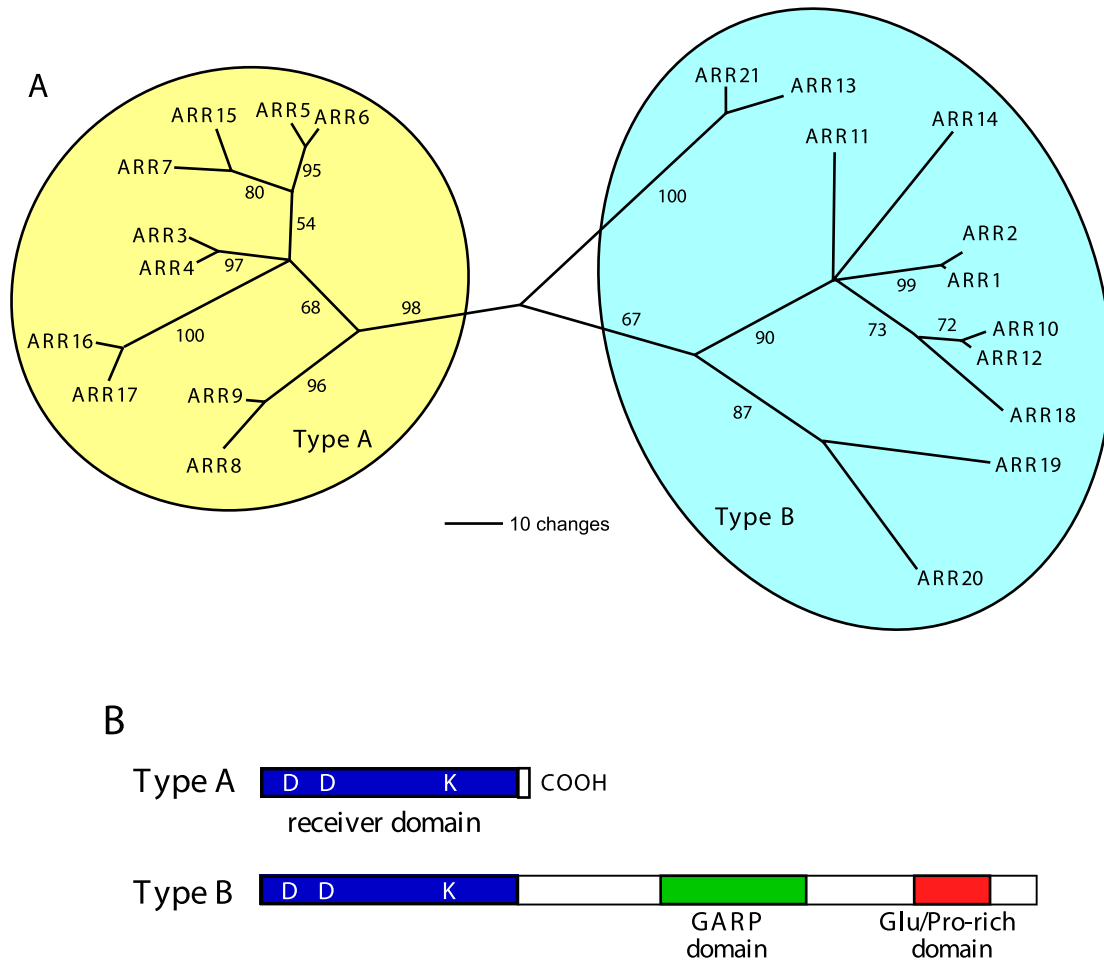 A
ARR21
ARR13
ARR15
ARR5
ARR6
ARR11
ARR14
ARR7
95
80
100
54
ARR3
ARR4
97
ARR2
ARR1
99
68
98
67
100
90
73
72
ARR10
ARR12
ARR16
ARR17
ARR9
96
87
ARR18
Type A
ARR8
ARR19
10 changes
Type B
ARR20
B
Type A
D D K
COOH
receiver domain
Type B
D D K
GARP
domain
Glu/Pro-rich
domain